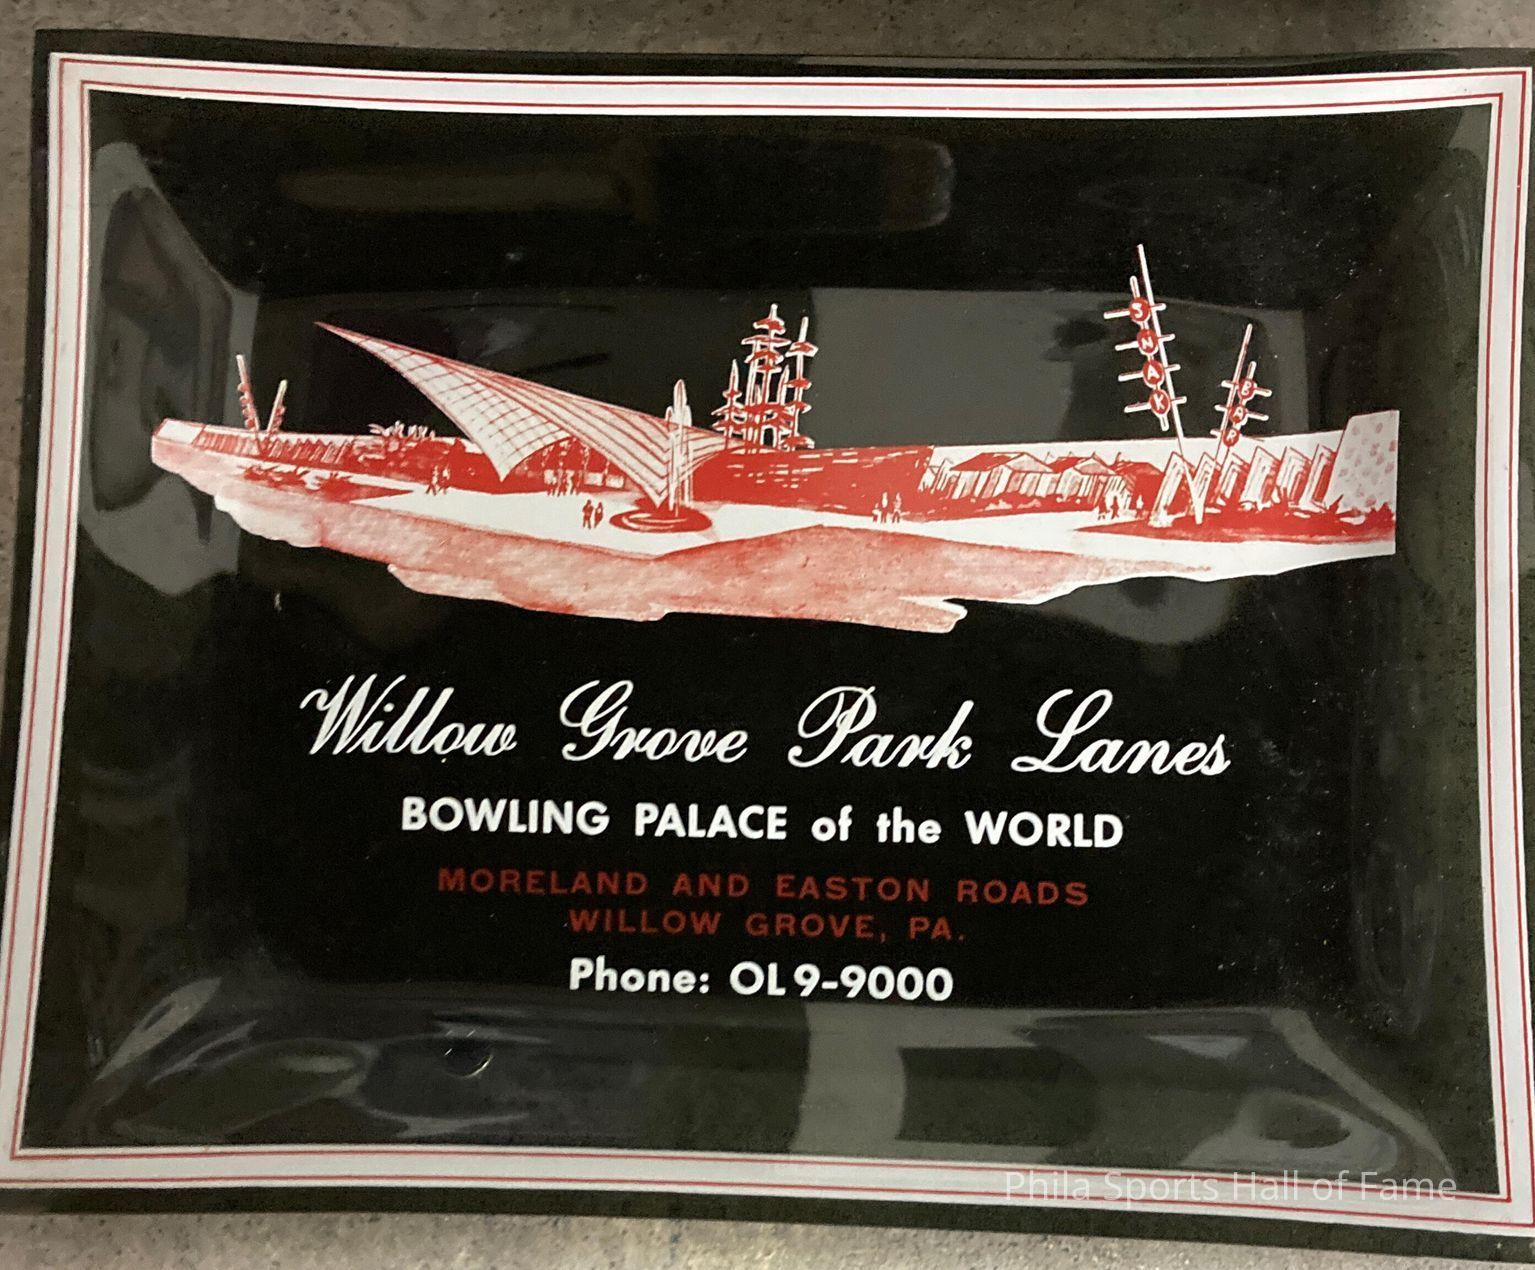 SNAK
BAR
Willow Grove Park Lanes
BOWLING PALACE of the WORLD
MORELAND AND EASTON ROADS
WILLOW GROVE, PA.
Phone: OL 9-9000
Phila Sports Hall of Fame